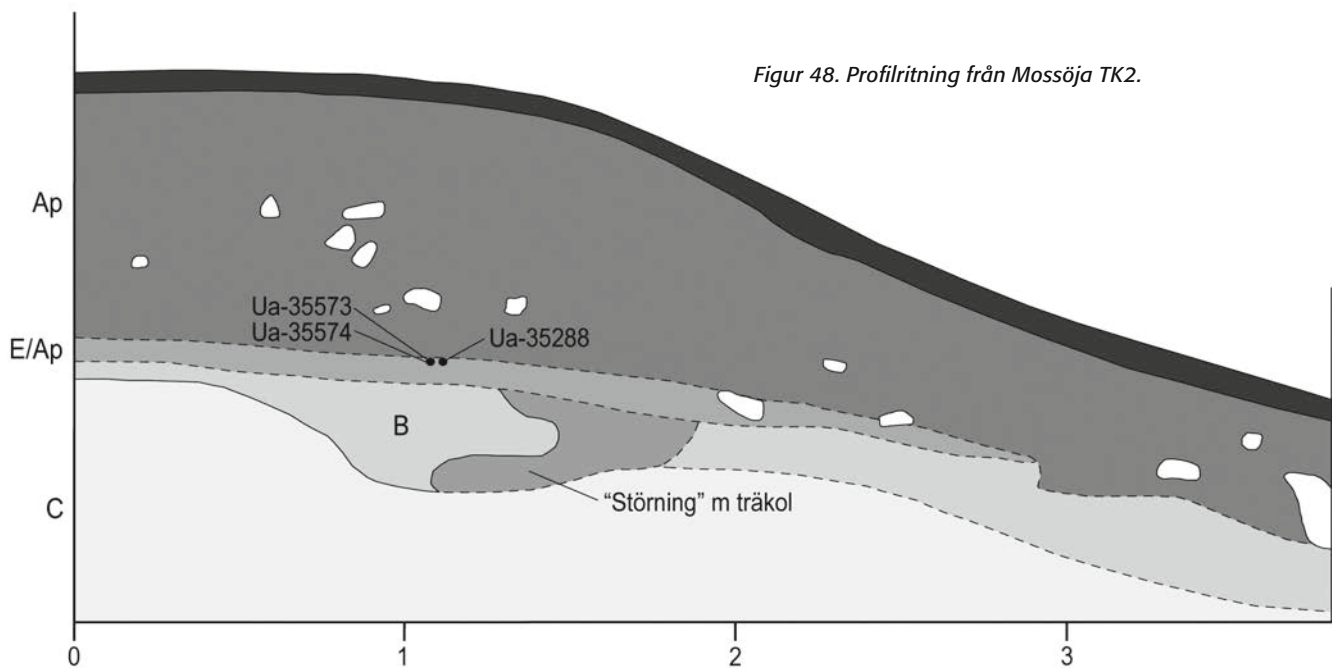 Figur 48. Profilritning från Mossöja TK2.
Ap
Ua-35573
Ua-35574
Ua-35288
E/Ap
B
"Störning" m träkol
C
0
1
2
3